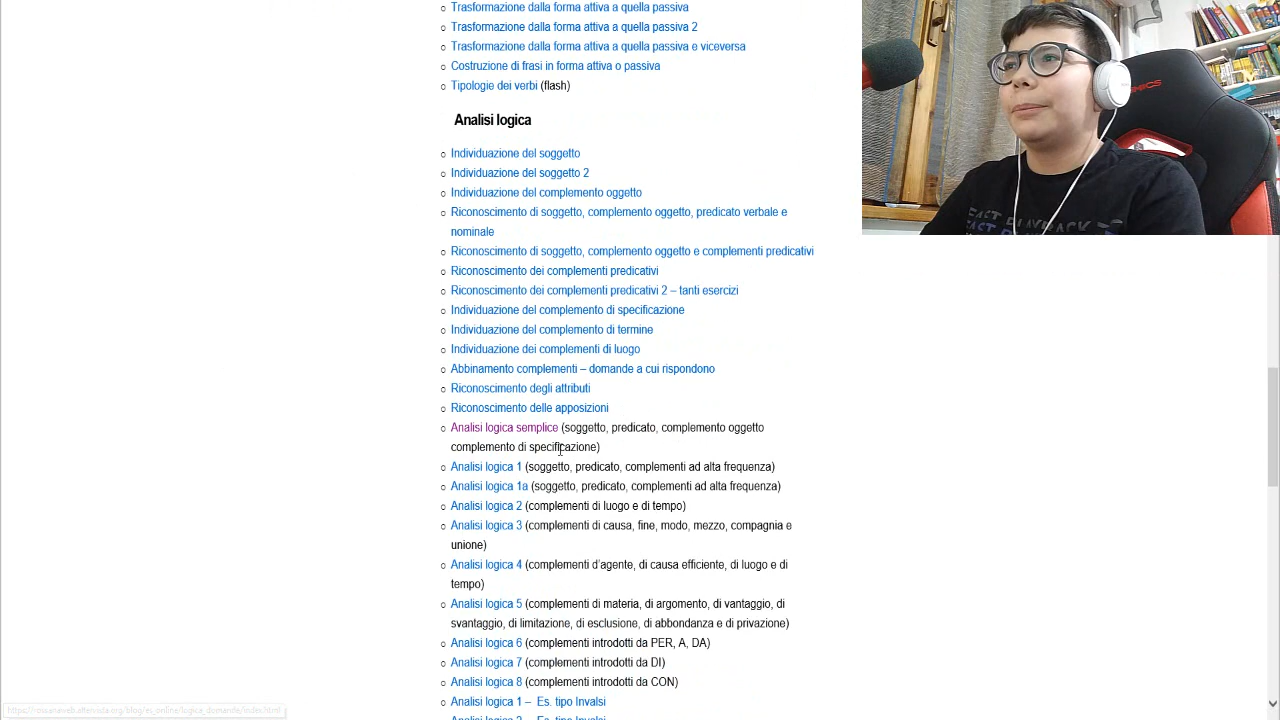 Trasformazione dalla forma attiva a quella passiva
Trasformazione dalla forma attiva a quella passiva 2
Trasformazione dalla forma attiva a quella passiva e viceversa
Costruzione di frasi in forma attiva o passiva
Tipologie dei verbi (flash)
Analisi logica
Individuazione del soggetto
Individuazione del soggetto 2
Individuazione del complemento oggetto
Riconoscimento di soggetto, complemento oggetto, predicato verbale e
nominale
Riconoscimento di soggetto, complemento oggetto e complementi predicativi
Riconoscimento dei complementi predicativi
Riconoscimento dei complementi predicativi 2 – tanti esercizi
Individuazione del complemento di specificazione
Individuazione del complemento di termine
Individuazione dei complementi di luogo
Abbinamento complementi – domande a cui rispondono
Riconoscimento degli attributi
Riconoscimento delle apposizioni
Analisi logica semplice (soggetto, predicato, complemento oggetto
complemento di specificazione)
Analisi logica 1 (soggetto, predicato, complementi ad alta frequenza)
Analisi logica 1a (soggetto, predicato, complementi ad alta frequenza)
Analisi logica 2 (complementi di luogo e di tempo)
Analisi logica 3 (complementi di causa, fine, modo, mezzo, compagnia e
unione)
Analisi logica 4 (complementi d'agente, di causa efficiente, di luogo e di
tempo)
Analisi logica 5 (complementi di materia, di argomento, di vantaggio, di
svantaggio, di limitazione, di esclusione, di abbondanza e di privazione)
Analisi logica 6 (complementi introdotti da PER, A, DA)
Analisi logica 7 (complementi introdotti da DI)
Analisi logica 8 (complementi introdotti da CON)
Analisi logica 1 – Es. tipo Invalsi